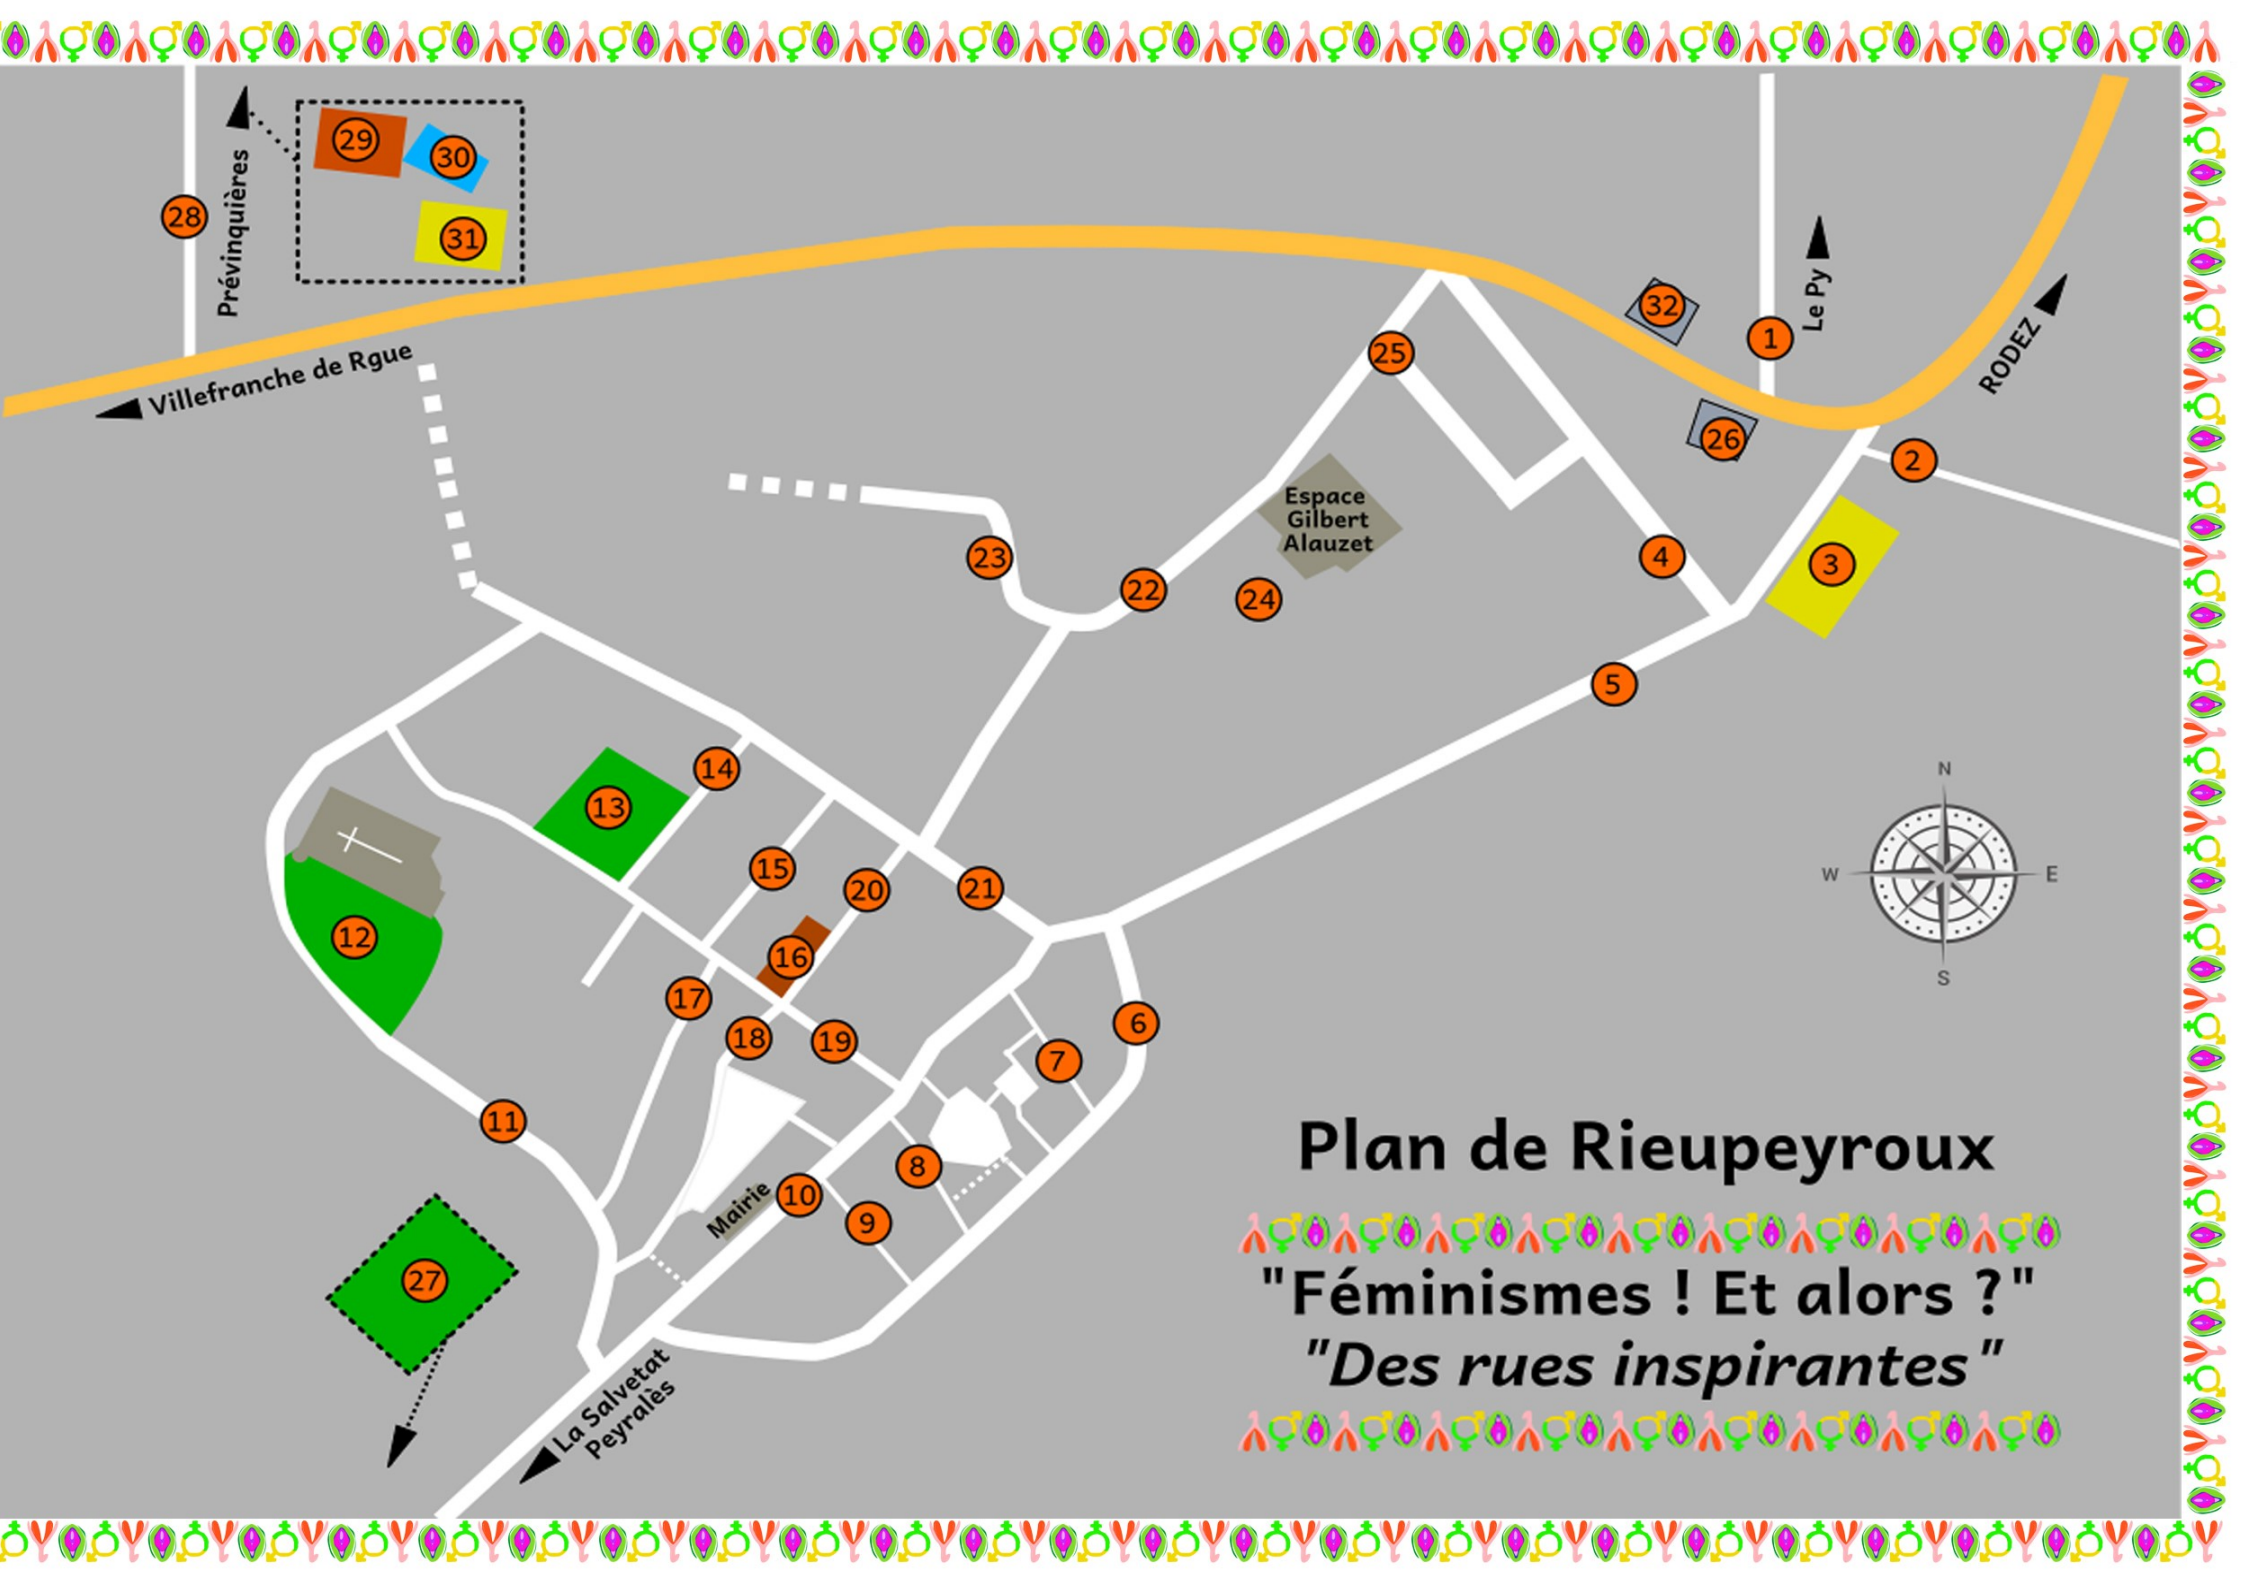 29
30
28
31
Prévinquières
32
1
Le Py
25
Villefranche de Rgue
RODEZ
26
2
Espace
Gilbert
Alauzet
23
4
3
22
24
5
14
N
13
15
20
21
W
E
12
16
S
17
6
18
19
7
11
Plan de Rieupeyroux
8
10
Mairie
9
27
"Féminismes ! Et alors ?"
"Des rues inspirantes"
La Salvetat
Peyralès